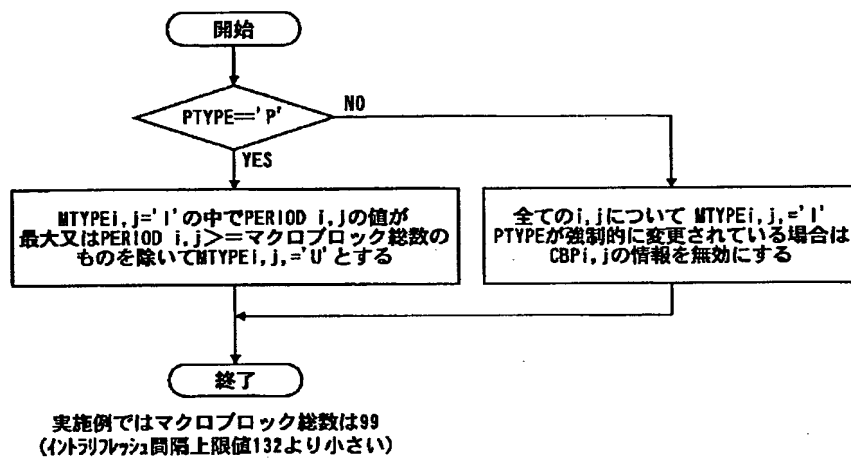 開始
PTYPE=='P'
NO
YES
MTYPEi,j='I'の中でPERIOD i,jの値が
最大又はPERIOD i,j>=マクロブロック総数の
ものを除いてMTYPEi,j,='U'とする
全てのi,jについて MTYPEi,j,='I'
PTYPEが強制的に変更されている場合は
CBPi,jの情報を無効にする
終了
実施例ではマクロブロック総数は99
(イントラリフレッシュ間隔上限値132より小さい)